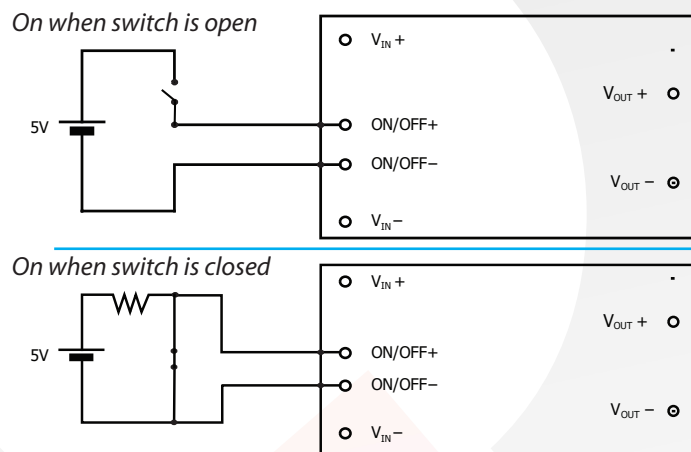 On when switch is open
V_IN +
V_OUT +
5V
ON/OFF+
ON/OFF−
V_OUT −
V_IN −
On when switch is closed
V_IN +
V_OUT +
5V
ON/OFF+
ON/OFF−
V_OUT −
V_IN −